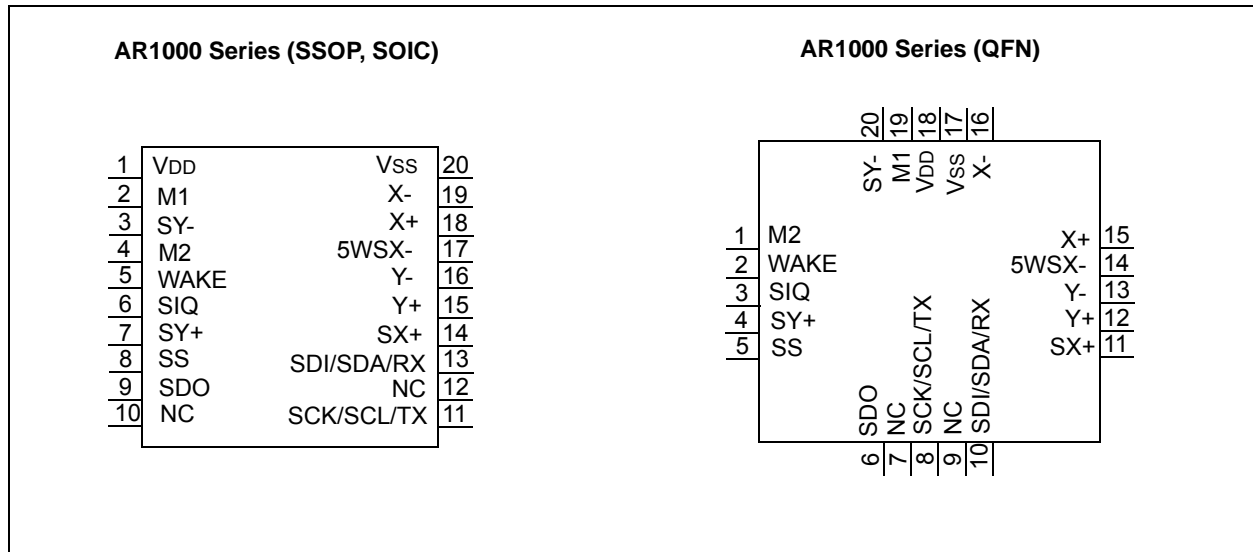 AR1000 Series (SSOP, SOIC)
1 VDD
2 M1
3 SY-
4 M2
5 WAKE
6 SIQ
7 SY+
8 SS
9 SDO
10 NC
VSS 20
X- 19
X+ 18
5WSX- 17
Y- 16
Y+ 15
SX+ 14
SDI/SDA/RX 13
NC 12
SCK/SCL/TX 11
AR1000 Series (QFN)
20 SY-
19 M1
18 VDD
17 VSS
16 X-
1 M2
2 WAKE
3 SIQ
4 SY+
5 SS
X+ 15
5WSX- 14
Y- 13
Y+ 12
SX+ 11
6 SDO
7 NC
8 SCK/SCL/TX
9 NC
10 SDI/SDA/RX